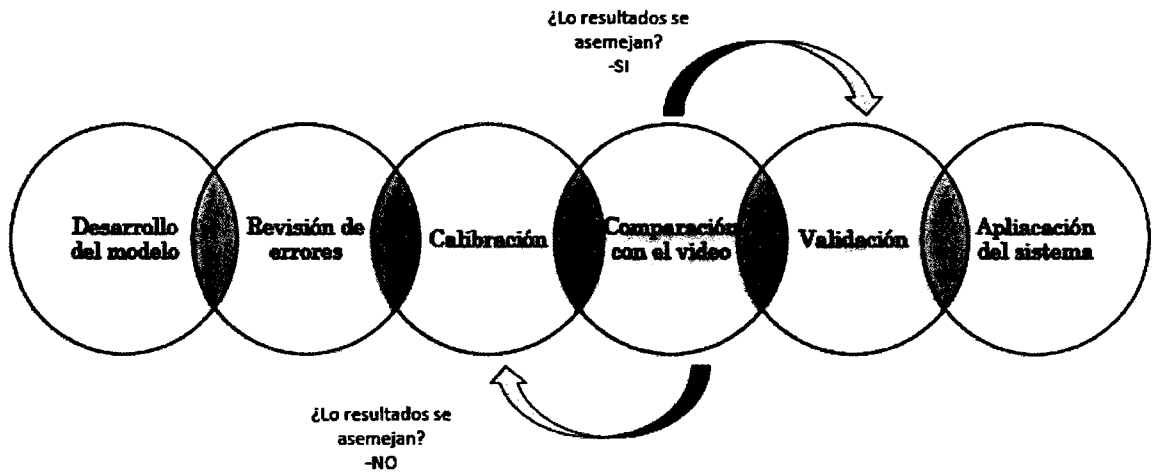 ¿Lo resultados se
asemejan?
-SI
Desarrollo
del modelo
Revisión de
errores
Calibración
Comparación
con el video
Validación
Apliacación
del sistema
¿Lo resultados se
asemejan?
-NO